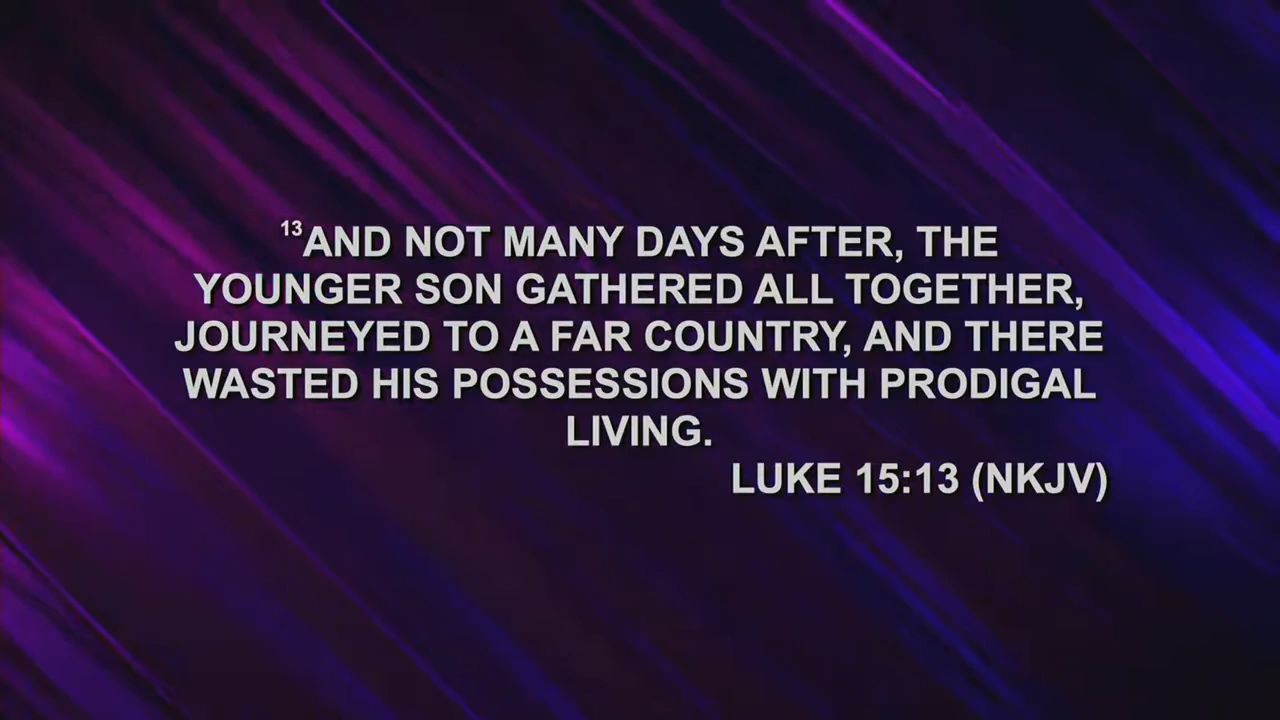 13AND NOT MANY DAYS AFTER, THE
YOUNGER SON GATHERED ALL TOGETHER,
JOURNEYED TO A FAR COUNTRY, AND THERE
WASTED HIS POSSESSIONS WITH PRODIGAL
LIVING.
LUKE 15:13 (NKJV)